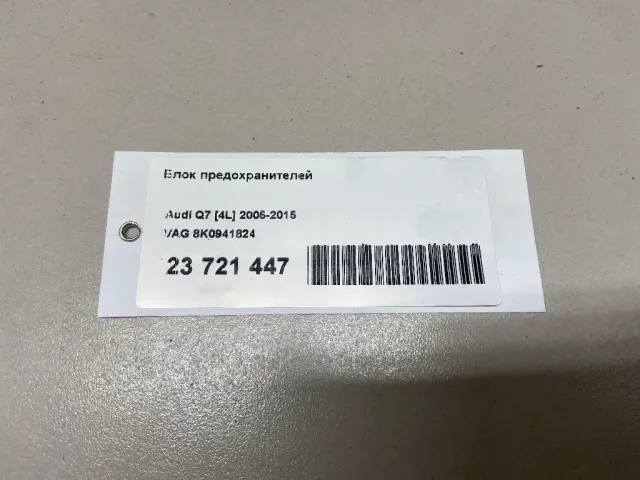 Блок предохранителей
Audi Q7 [4L] 2005-2015
VAG 8K0941824
23 721 447